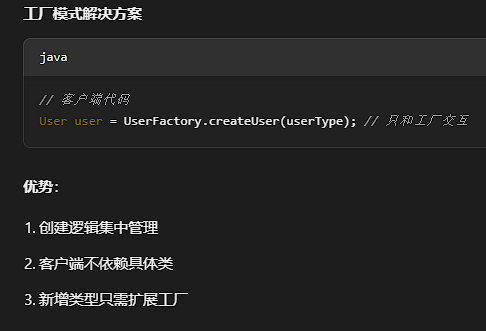 工厂模式解决方案
java
// 客户端代码
User user = UserFactory.createUser(userType); // 只和工厂交互
优势：
1. 创建逻辑集中管理
2. 客户端不依赖具体类
3. 新增类型只需扩展工厂